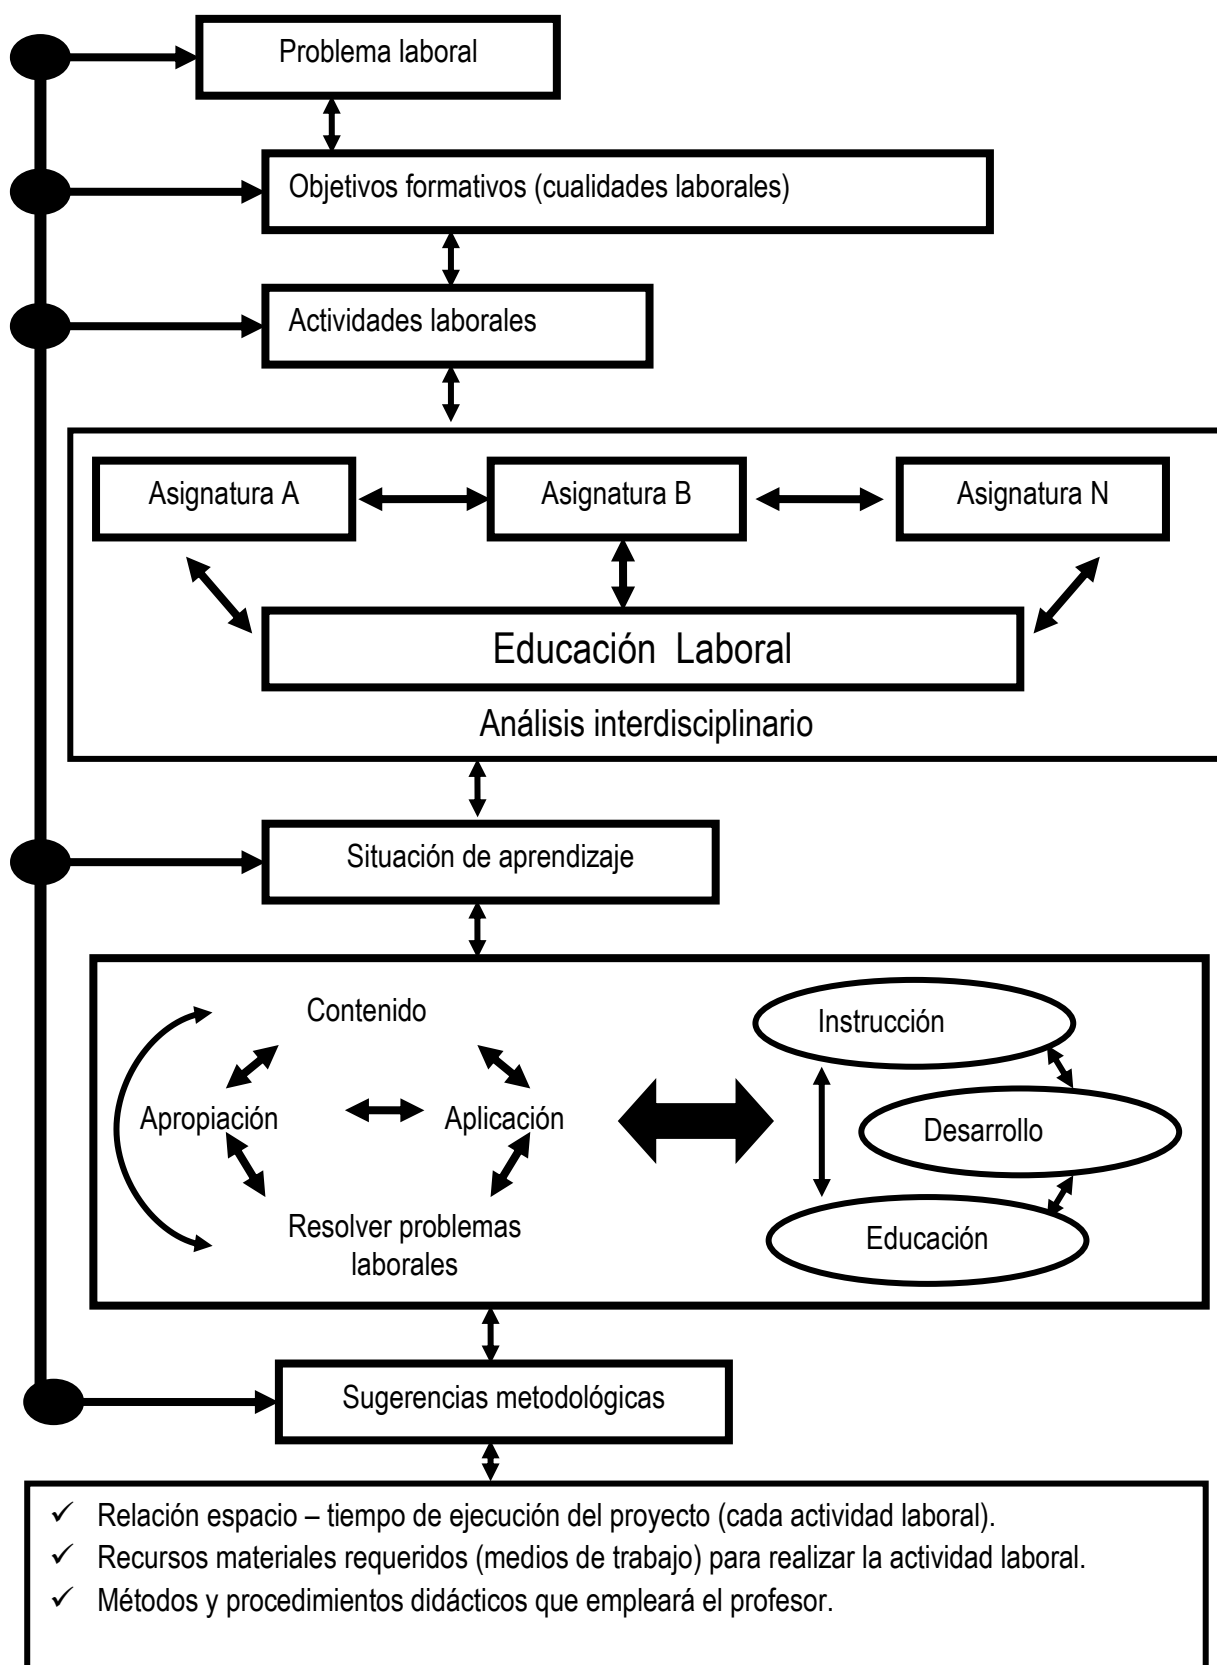 Problema laboral
Objetivos formativos (cualidades laborales)
Actividades laborales
Asignatura A
Asignatura B
Asignatura N
Educación Laboral
Análisis interdisciplinario
Situación de aprendizaje
Contenido
Apropiación
Aplicación
Resolver problemas
laborales
Instrucción
Desarrollo
Educación
Sugerencias metodológicas
✓ Relación espacio – tiempo de ejecución del proyecto (cada actividad laboral).
✓ Recursos materiales requeridos (medios de trabajo) para realizar la actividad laboral.
✓ Métodos y procedimientos didácticos que empleará el profesor.